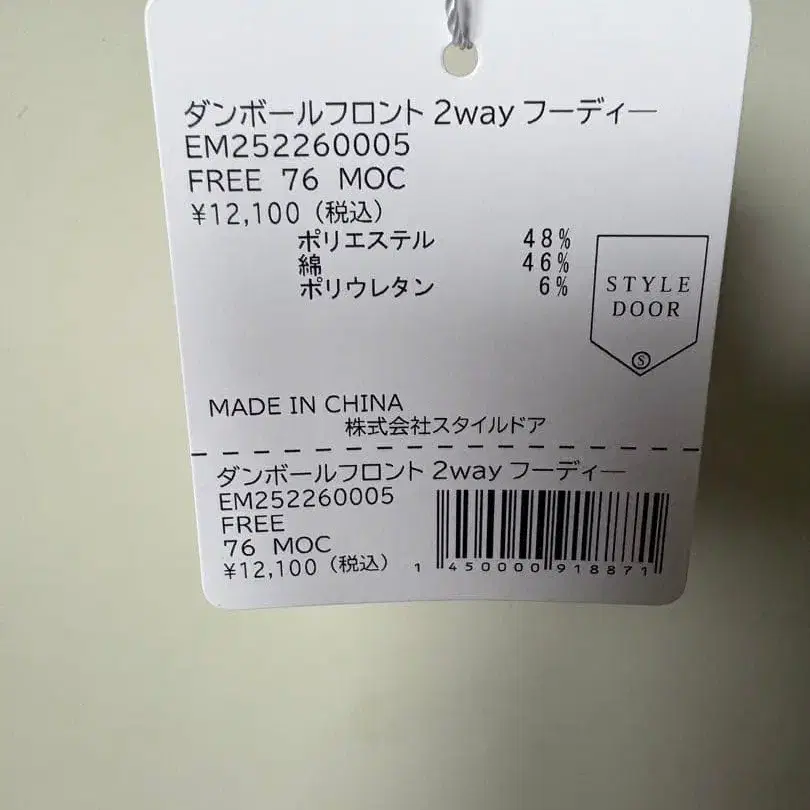 ダンボールフロント 2way フーディー
EM252260005
FREE 76 MOC
¥12,100（税込）
ポリエステル 48%
綿 46%
ポリウレタン 6%
STYLE
DOOR
S
MADE IN CHINA
株式会社スタイルドア
ダンボールフロント 2way フーディー
EM252260005
FREE
76 MOC
¥12,100（税込）
1 450000 918871